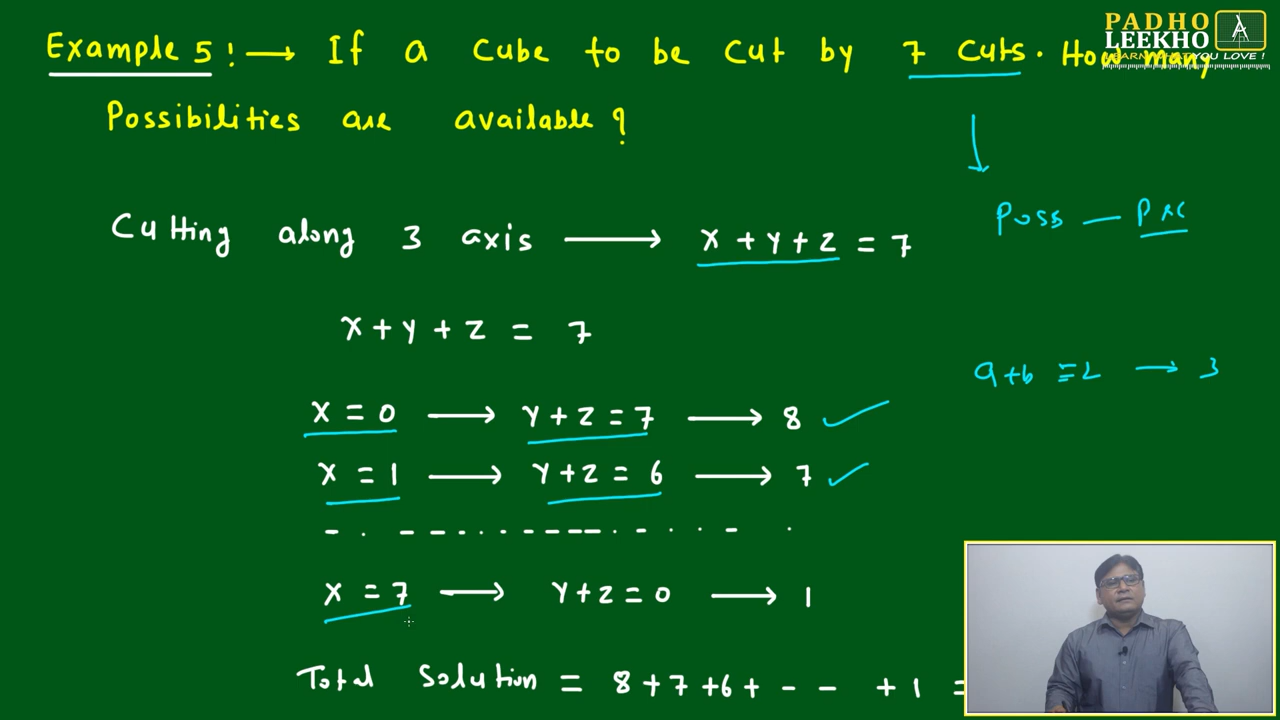 Example 5! → If a cube to be cut by 7 cuts. How many
Possibilities are available?
Cutting along 3 axis → x + y + z = 7
x + y + z = 7
x = 0 → y + z = 7 → 8 ✓
x = 1 → y + z = 6 → 7 ✓
- . - - - . . - - - - - - . - . . - .
x = 7 → y + z = 0 → 1
Total solution = 8 + 7 + 6 + - - + 1 =
↓
Poss —
a+b = 2 → 3
PADHO
LEEKHO